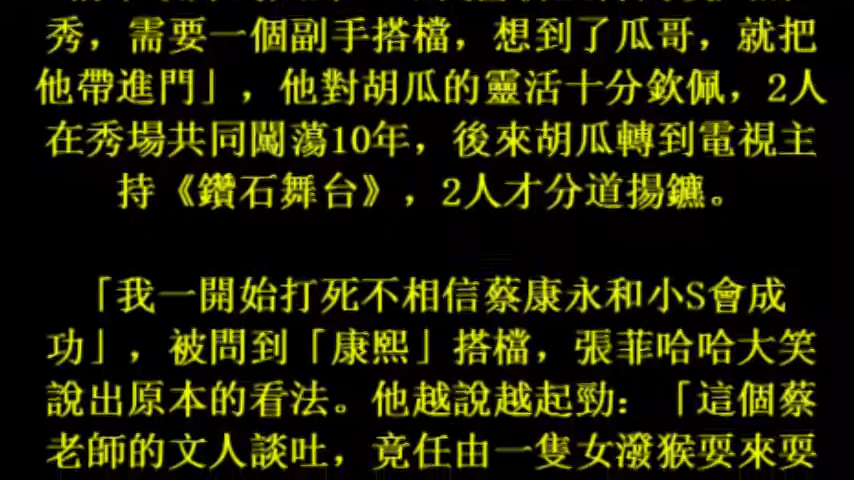 秀，需要一個副手搭檔，想到了瓜哥，就把
他帶進門」，他對胡瓜的靈活十分欽佩，2人
在秀場共同闖蕩10年，後來胡瓜轉到電視主
持《鑽石舞台》，2人才分道揚鑣。
「我一開始打死不相信蔡康永和小S會成
功」，被問到「康熙」搭檔，張菲哈哈大笑
說出原本的看法。他越說越起勁：「這個蔡
老師的文人談吐，竟任由一隻女潑猴耍來耍